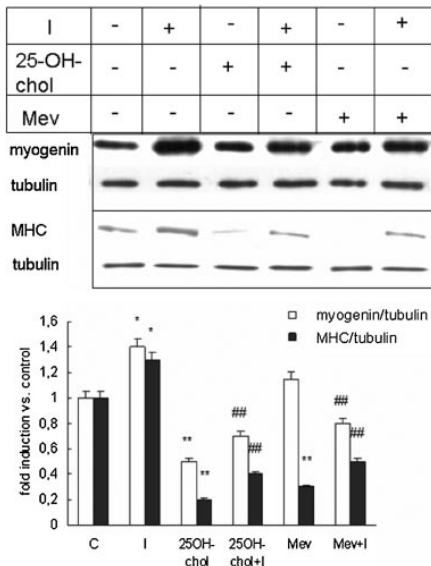 I - + - + - +
25-OH-chol - - + + - -
Mev - - - - + +
myogenin
tubulin
MHC
tubulin
myogenin/tubulin
MHC/tubulin
fold induction vs. control
1,6
1,4
1,2
1
0,8
0,6
0,4
0,2
0
* *
** **
## ##
**
## ##
C I 25OH-chol 25OH-chol+I Mev Mev+I